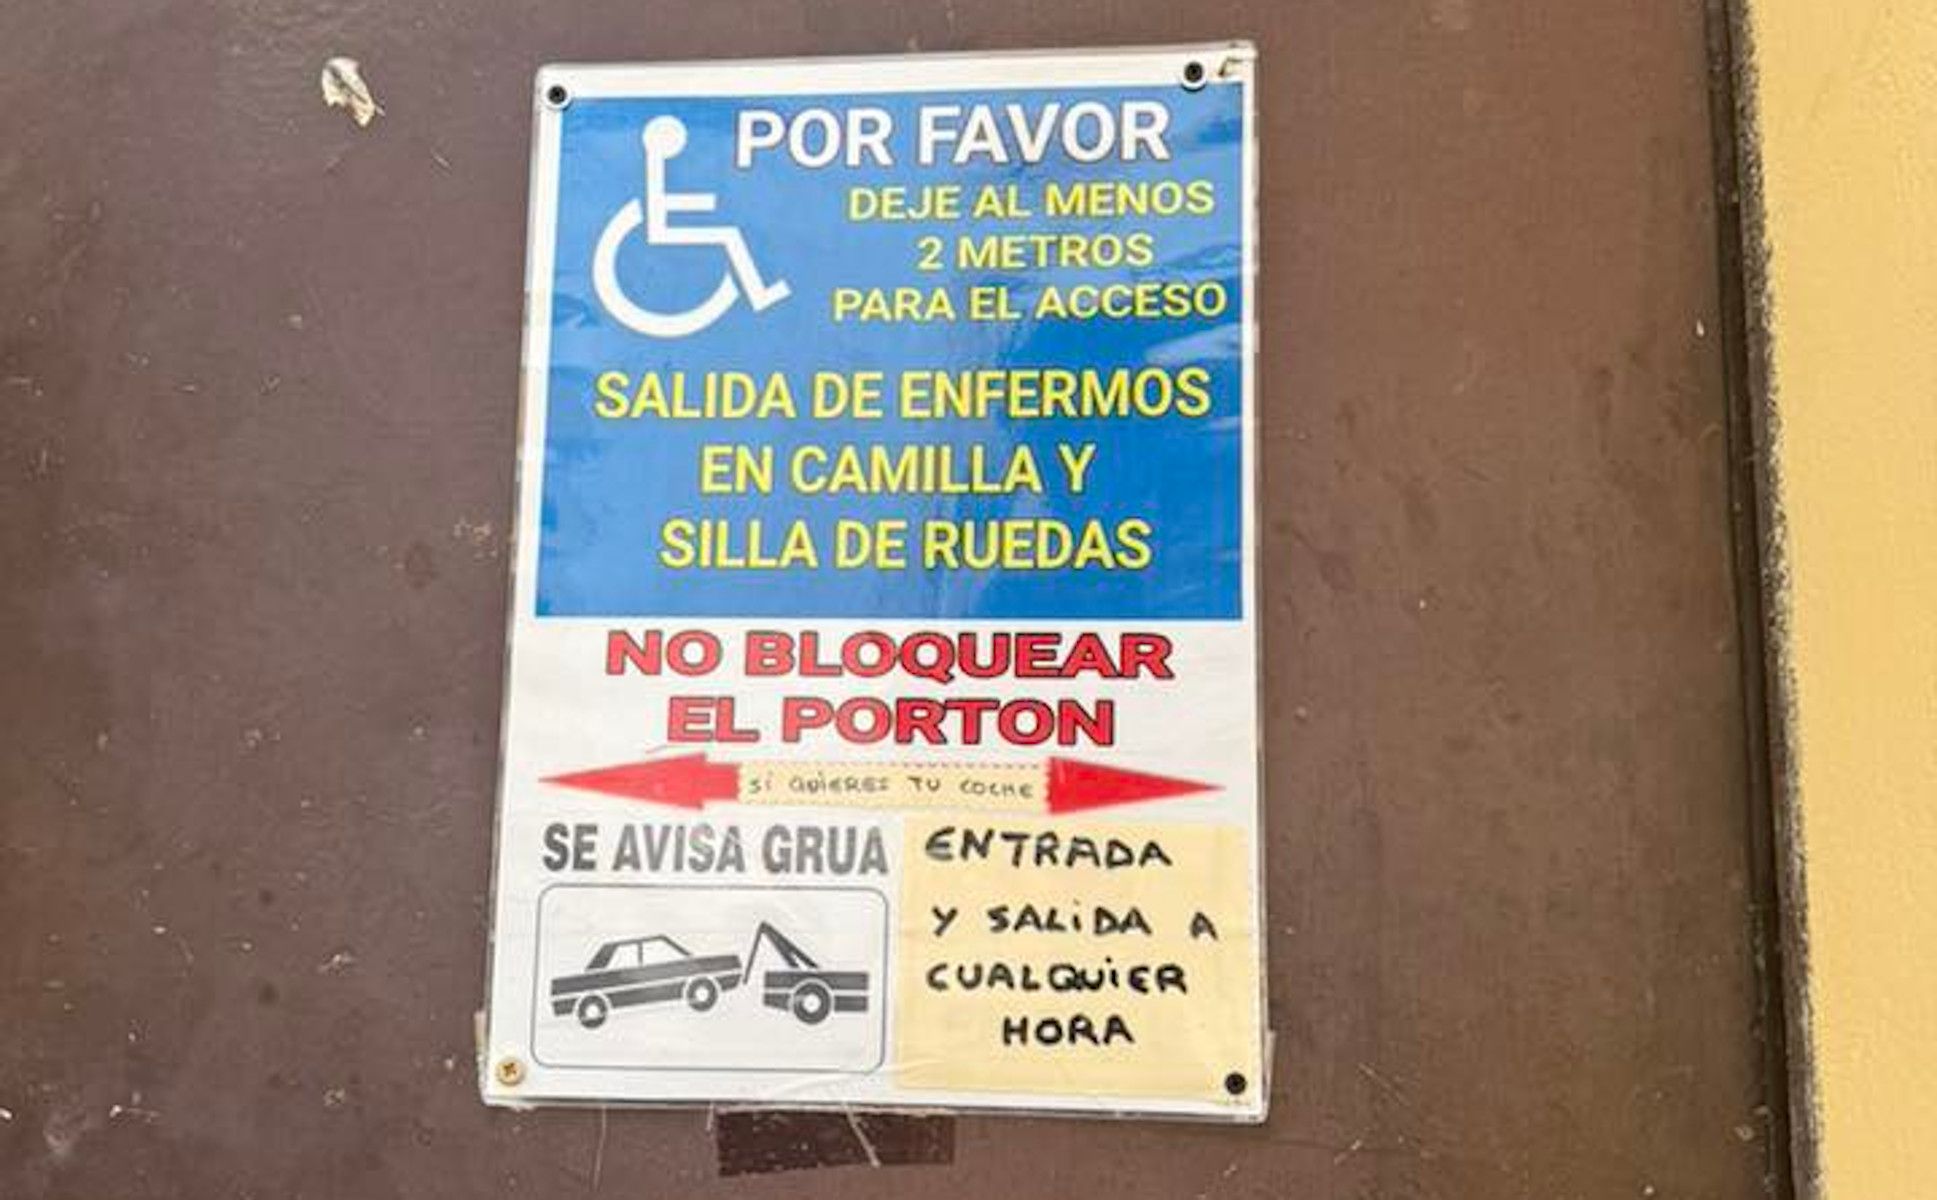 POR FAVOR
DEJE AL MENOS
2 METROS
PARA EL ACCESO
SALIDA DE ENFERMOS
EN CAMILLA Y
SILLA DE RUEDAS
NO BLOQUEAR
EL PORTON
Sí QUiERES TU COCHE
SE AVISA GRUA
ENTRADA
Y SALiDA A
CUALQUiER
HORA